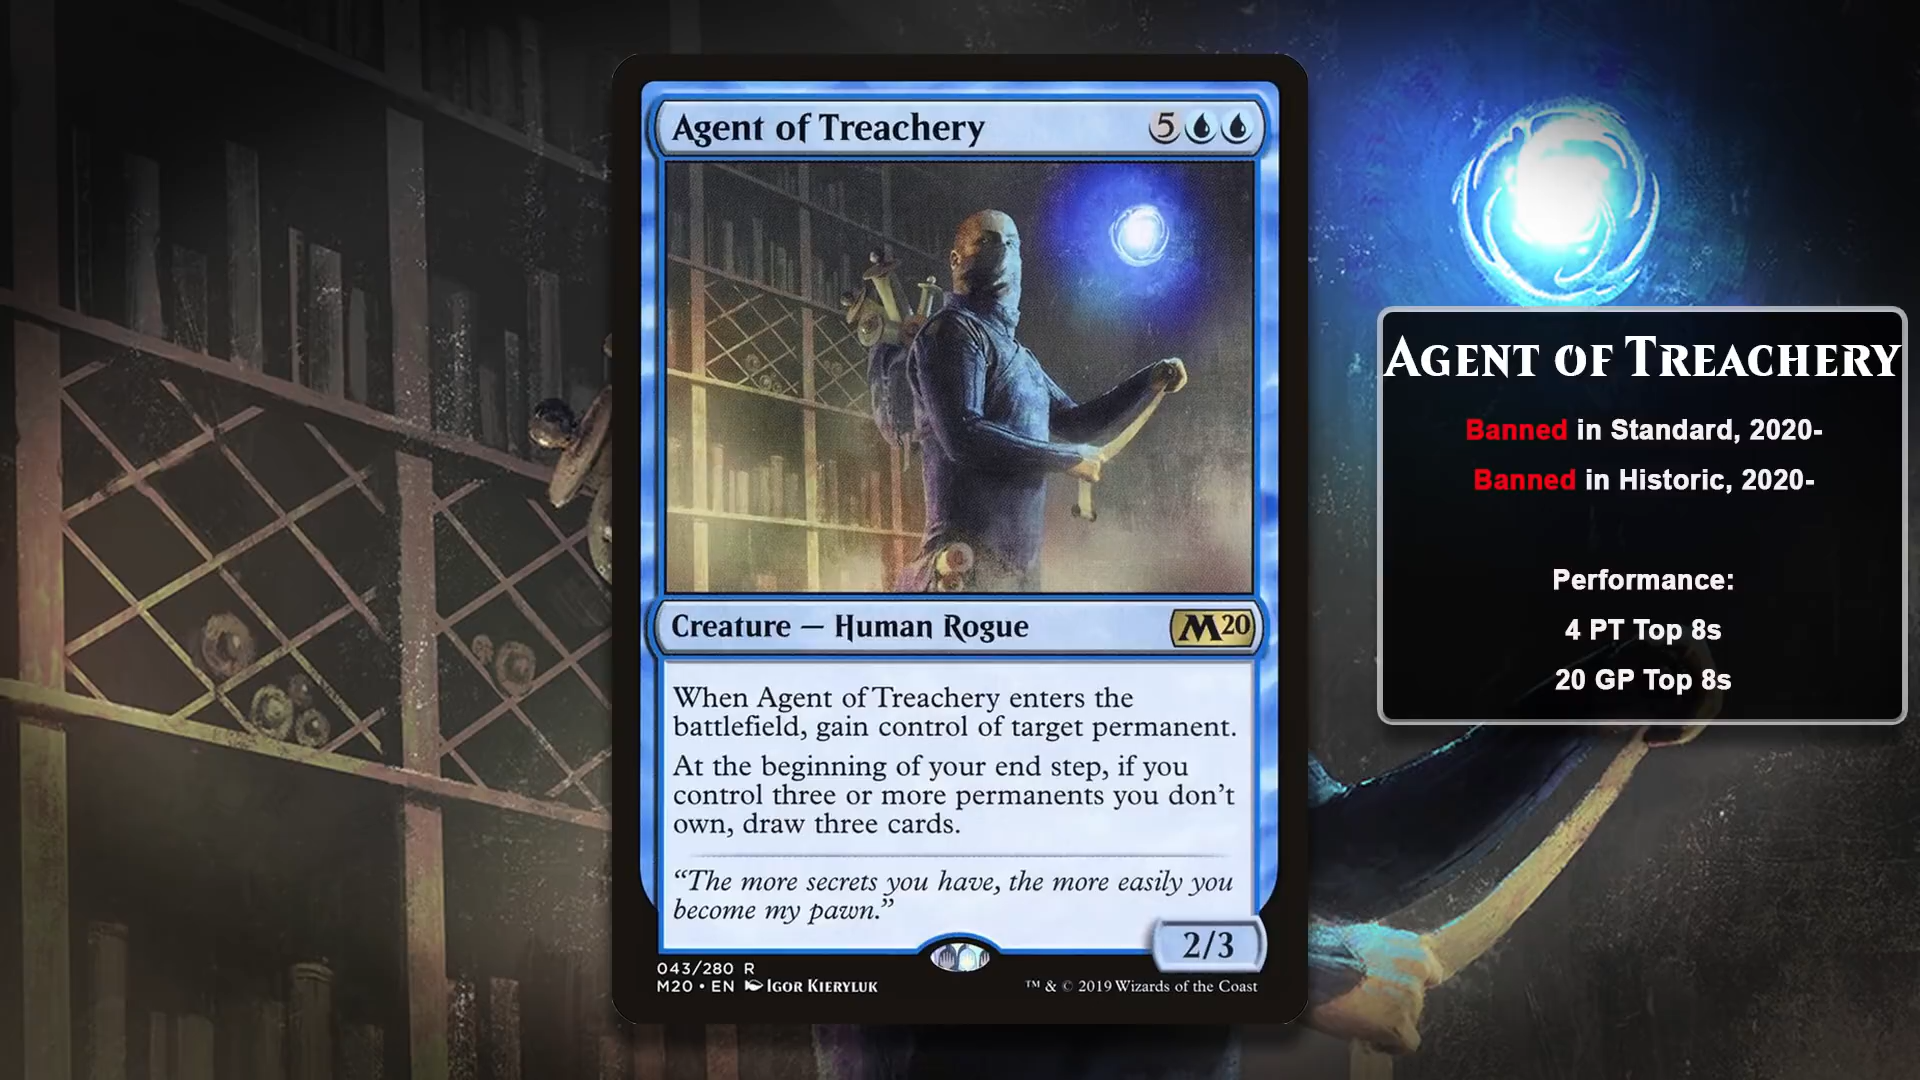 Agent of Treachery 5
Creature — Human Rogue M20
When Agent of Treachery enters the
battlefield, gain control of target permanent.
At the beginning of your end step, if you
control three or more permanents you don't
own, draw three cards.
“The more secrets you have, the more easily you
become my pawn.”
2/3
043/280 R
M20 • EN Igor Kieryluk
™ & © 2019 Wizards of the Coast
Agent of Treachery
Banned in Standard, 2020-
Banned in Historic, 2020-
Performance:
4 PT Top 8s
20 GP Top 8s